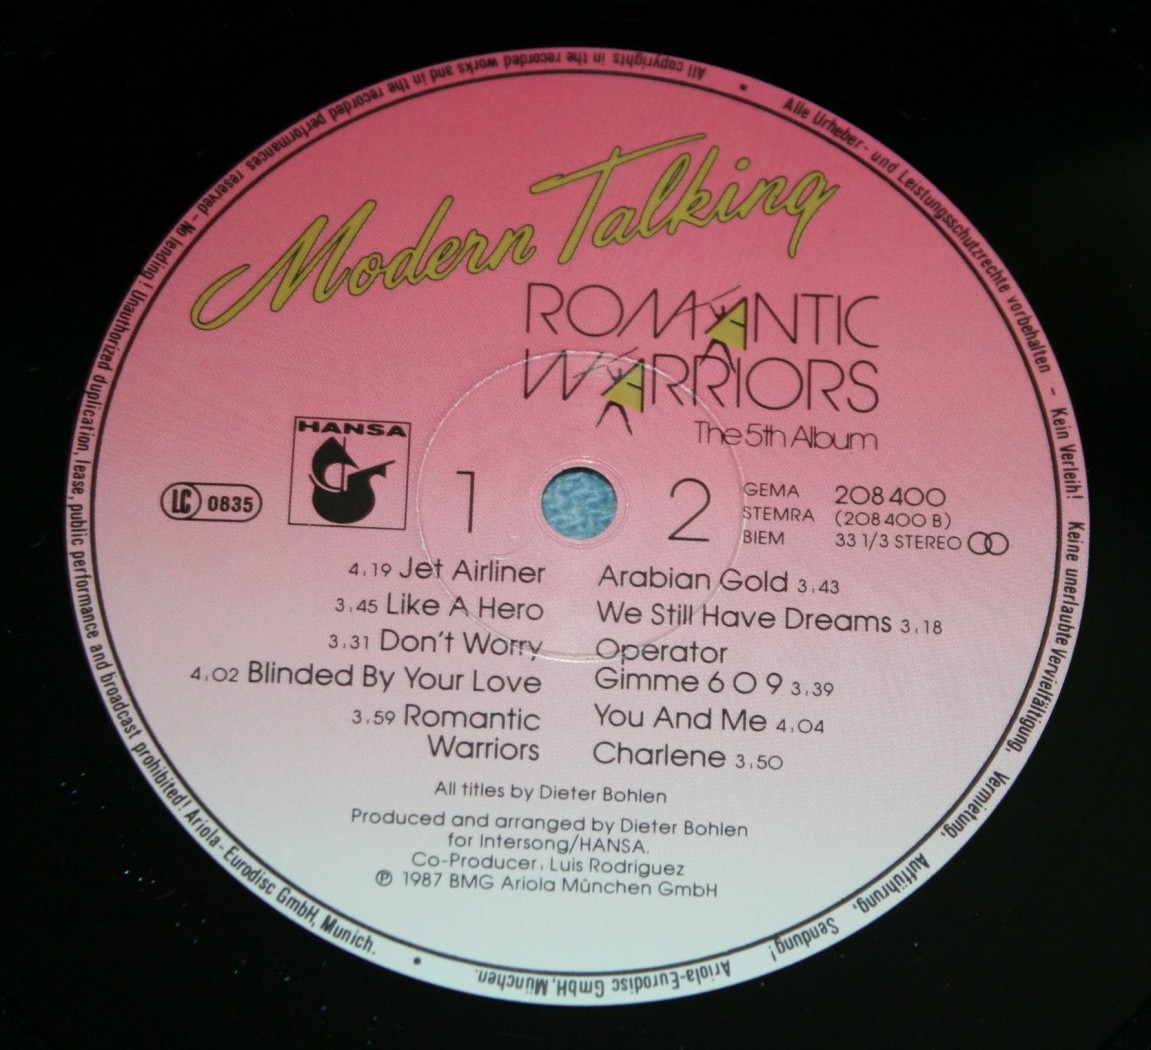 Modern Talking
ROMANTIC
WARRIORS
The 5th Album
HANSA
LC 0835
1
2
GEMA 208 400
STEMRA (208 400 B)
BIEM 33 1/3 STEREO
4.19 Jet Airliner
3.45 Like A Hero
3.31 Don't Worry
4.02 Blinded By Your Love
3.59 Romantic
Warriors
Arabian Gold 3.43
We Still Have Dreams 3.18
Operator
Gimme 6 O 9 3.39
You And Me 4.04
Charlene 3.50
All titles by Dieter Bohlen
Produced and arranged by Dieter Bohlen
for Intersong/HANSA.
Co-Producer. Luis Rodriguez
℗ 1987 BMG Ariola München GmbH
Alle Urheber- und Leistungsschutzrechte vorbehalten - Kein Verleih! Keine unerlaubte Vervielfältigung, Vermietung, Aufführung, Sendung! Ariola-Eurodisc GmbH, München.
All copyrights in the recorded works and in the recorded performances reserved - No lending! Unauthorized duplication, lease, public performance and broadcast prohibited! Ariola-Eurodisc GmbH, Munich.